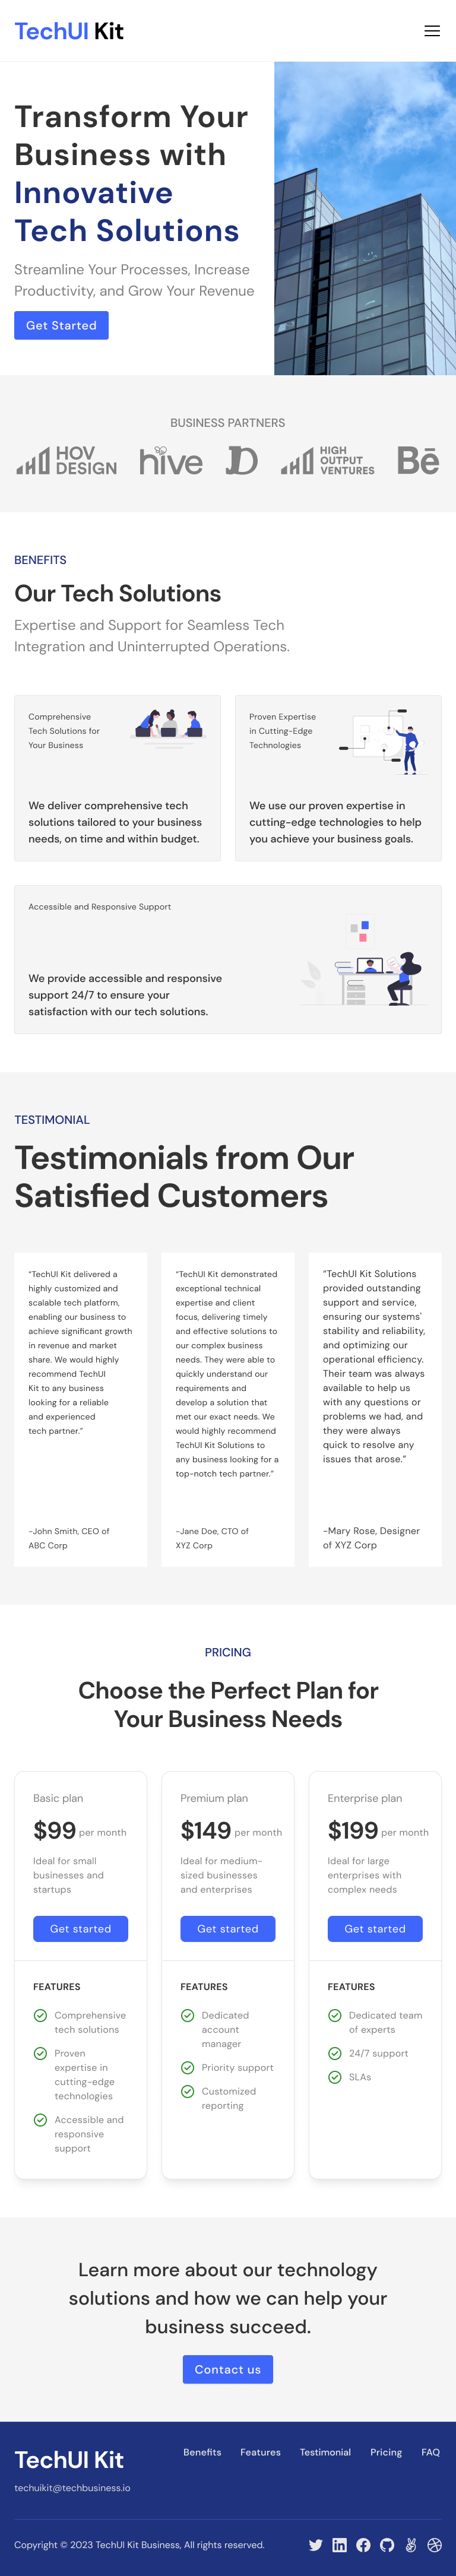 TechUI Kit
Transform Your
Business with
Innovative
Tech Solutions
Streamline Your Processes, Increase
Productivity, and Grow Your Revenue
Get Started
BUSINESS PARTNERS
HOV
DESIGN
hive
JD
HIGH
OUTPUT
VENTURES
Bē
BENEFITS
Our Tech Solutions
Expertise and Support for Seamless Tech
Integration and Uninterrupted Operations.
Comprehensive
Tech Solutions for
Your Business
We deliver comprehensive tech
solutions tailored to your business
needs, on time and within budget.
Proven Expertise
in Cutting-Edge
Technologies
We use our proven expertise in
cutting-edge technologies to help
you achieve your business goals.
Accessible and Responsive Support
We provide accessible and responsive
support 24/7 to ensure your
satisfaction with our tech solutions.
TESTIMONIAL
Testimonials from Our
Satisfied Customers
“TechUI Kit delivered a
highly customized and
scalable tech platform,
enabling our business to
achieve significant growth
in revenue and market
share. We would highly
recommend TechUI
Kit to any business
looking for a reliable
and experienced
tech partner.”
-John Smith, CEO of
ABC Corp
“TechUI Kit demonstrated
exceptional technical
expertise and client
focus, delivering timely
and effective solutions to
our complex business
needs. They were able to
quickly understand our
requirements and
develop a solution that
met our exact needs. We
would highly recommend
TechUI Kit Solutions to
any business looking for a
top-notch tech partner.”
-Jane Doe, CTO of
XYZ Corp
“TechUI Kit Solutions
provided outstanding
support and service,
ensuring our systems'
stability and reliability,
and optimizing our
operational efficiency.
Their team was always
available to help us
with any questions or
problems we had, and
they were always
quick to resolve any
issues that arose.”
-Mary Rose, Designer
of XYZ Corp
PRICING
Choose the Perfect Plan for
Your Business Needs
Basic plan
$99 per month
Ideal for small
businesses and
startups
Get started
FEATURES
Comprehensive
tech solutions
Proven
expertise in
cutting-edge
technologies
Accessible and
responsive
support
Premium plan
$149 per month
Ideal for medium-
sized businesses
and enterprises
Get started
FEATURES
Dedicated
account
manager
Priority support
Customized
reporting
Enterprise plan
$199 per month
Ideal for large
enterprises with
complex needs
Get started
FEATURES
Dedicated team
of experts
24/7 support
SLAs
Learn more about our technology
solutions and how we can help your
business succeed.
Contact us
TechUI Kit
techuikit@techbusiness.io
Benefits Features Testimonial Pricing FAQ
Copyright © 2023 TechUI Kit Business, All rights reserved.